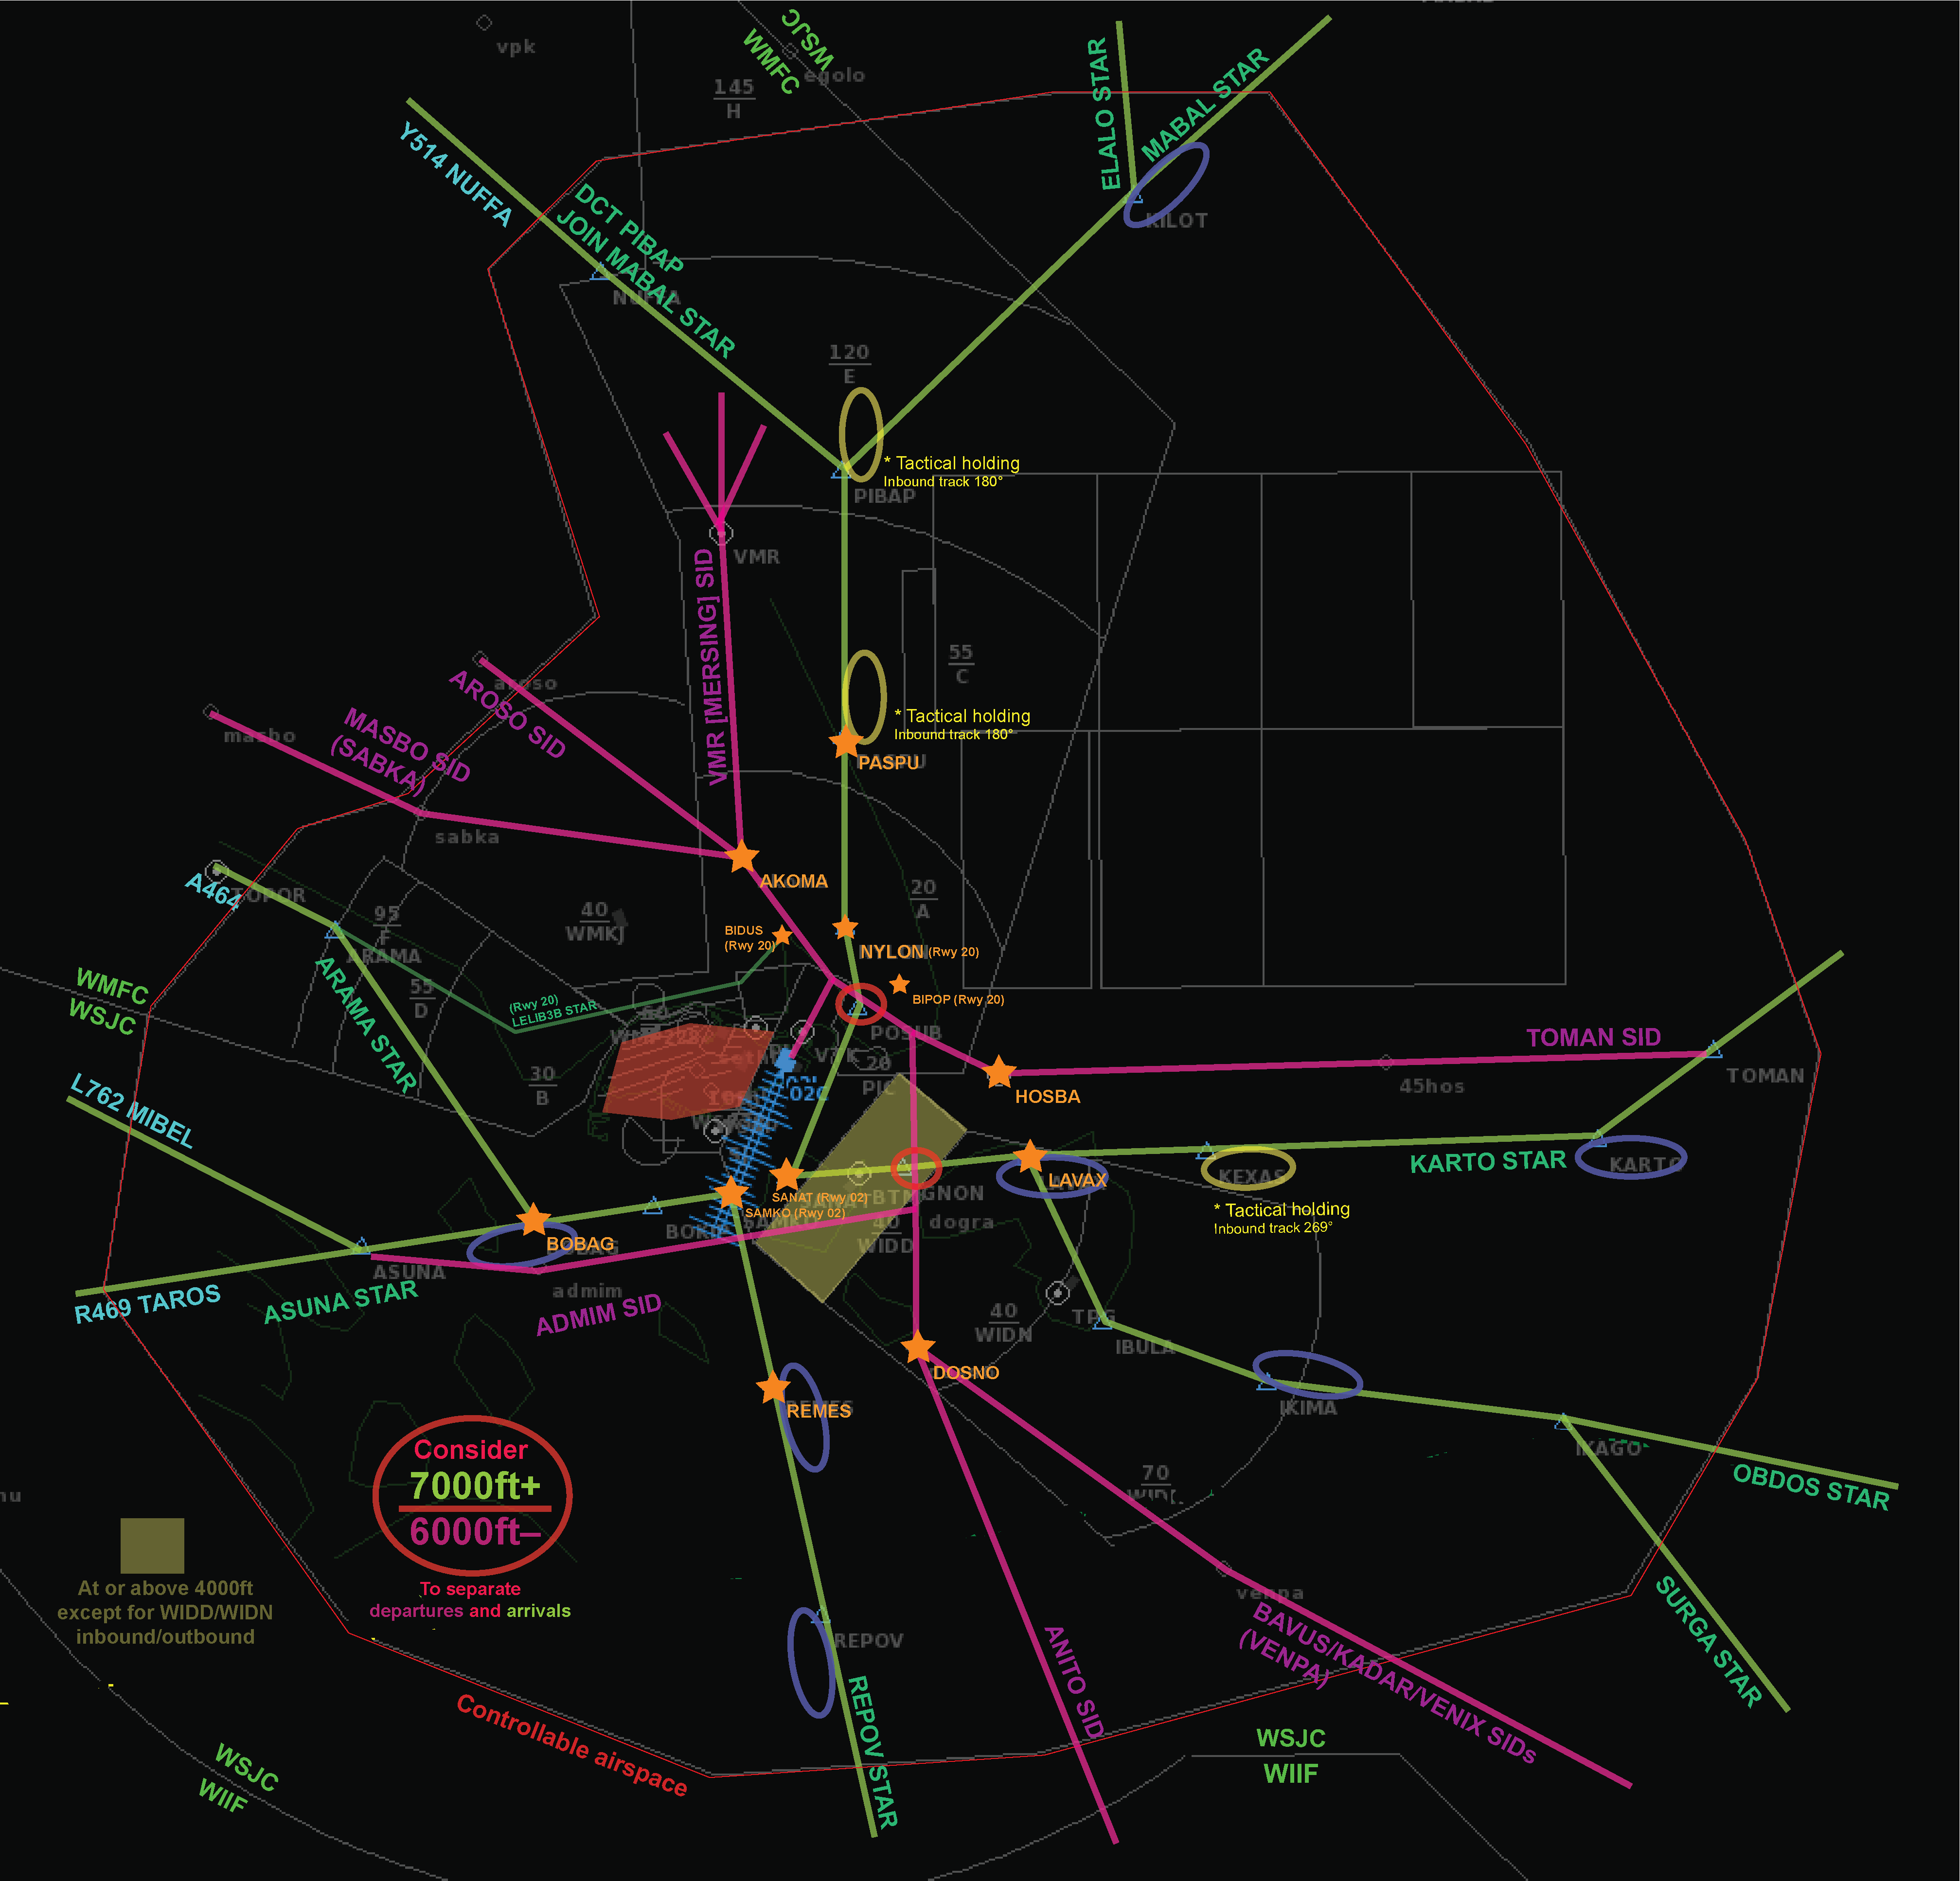 vpk
WSJC
WMFC
egolo
145
H
ELALO STAR
MABAL STAR
KILOT
Y514 NUFFA
DCT PIBAP
JOIN MABAL STAR
NUFFA
120
E
* Tactical holding
Inbound track 180°
PIBAP
VMR
VMR [MERSING] SID
55
C
aroso
AROSO SID
masbo
MASBO SID
(SABKA)
sabka
* Tactical holding
Inbound track 180°
PASPU
AKOMA
20
A
TOPOR
A464
95
F
ARAMA
40
WMKJ
BIDUS
(Rwy 20)
NYLON (Rwy 20)
BIPOP (Rwy 20)
WMFC
WSJC
55
D
ARAMA STAR
(Rwy 20)
LELIB3B STAR
POSUB
VTK
20
PIC
02C
30
B
TOMAN SID
TOMAN
45hos
HOSBA
L762 MIBEL
KARTO STAR
KARTO
KEXAS
LAVAX
* Tactical holding
Inbound track 269°
SANAT (Rwy 02)
SAMKO (Rwy 02)
BTM
GNON
dogra
40
WIDD
BOBAG
ASUNA
admim
R469 TAROS
ASUNA STAR
ADMIM SID
40
WIDN
TPG
IBULA
DOSNO
REMES
IKIMA
IKAGO
OBDOS STAR
Consider
7000ft+
6000ft–
To separate
departures and arrivals
At or above 4000ft
except for WIDD/WIDN
inbound/outbound
70
venpa
BAVUS/KADAR/VENIX SIDs
(VENPA)
SURGA STAR
REPOV
REPOV STAR
ANITO SID
Controllable airspace
WSJC
WIIF
WSJC
WIIF